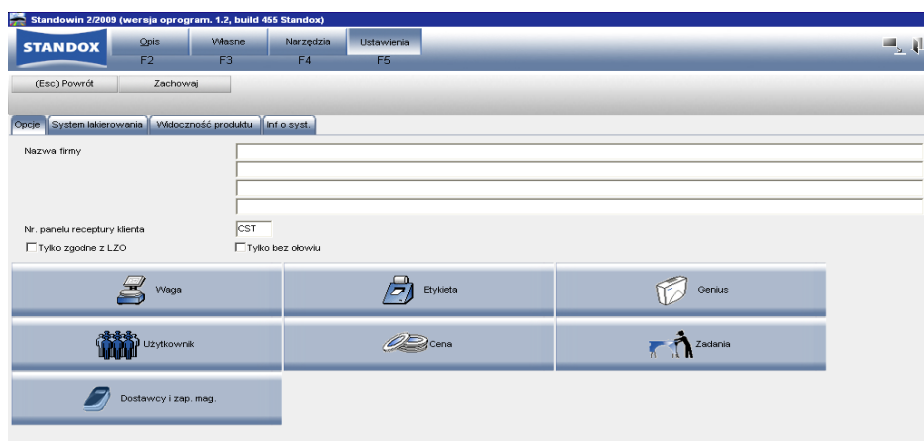 Standowin 2/2009 (wersja oprogram. 1.2, build 455 Standox)
STANDOX
Opis Własne Narzędzia Ustawienia
F2 F3 F4 F5
(Esc) Powrót Zachowaj
Opcje System lakierowania Widoczność produktu Inf o syst.
Nazwa firmy
Nr. panelu receptury klienta CST
Tylko zgodne z LZO Tylko bez ołowiu
Waga Etykieta Genius
Użytkownik Cena Zadania
Dostawcy i zap. mag.